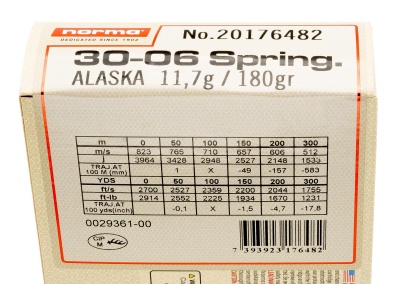 norma
DEDICATED SINCE 1902
No.20176482
30-06 Spring.
ALASKA 11,7g / 180gr
m 0 50 100 150 200 300
m/s 823 765 710 657 606 512
j 3964 3428 2948 2527 2148 1533
TRAJ.AT 100 M (mm) 1 X -49 -157 -583
YDS 0 50 100 150 200 300
ft/s 2700 2527 2359 2200 2044 1755
ft-lb 2914 2552 2225 1934 1670 1231
TRAJ.AT 100 yds(inch) -0,1 X -1,5 -4,7 -17,8
0029361-00
CIP
M
7 393923 176482